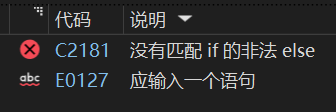 代码 说明
C2181 没有匹配 if 的非法 else
abc E0127 应输入一个语句